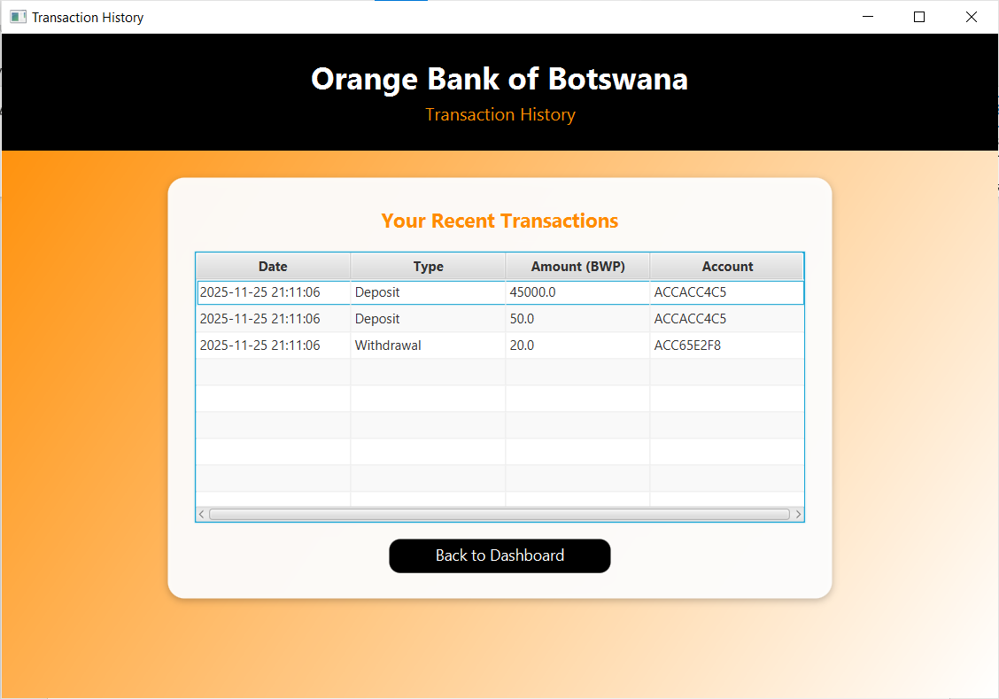 Transaction History
Orange Bank of Botswana
Transaction History
Your Recent Transactions
Date Type Amount (BWP) Account
2025-11-25 21:11:06 Deposit 45000.0 ACCACC4C5
2025-11-25 21:11:06 Deposit 50.0 ACCACC4C5
2025-11-25 21:11:06 Withdrawal 20.0 ACC65E2F8
Back to Dashboard